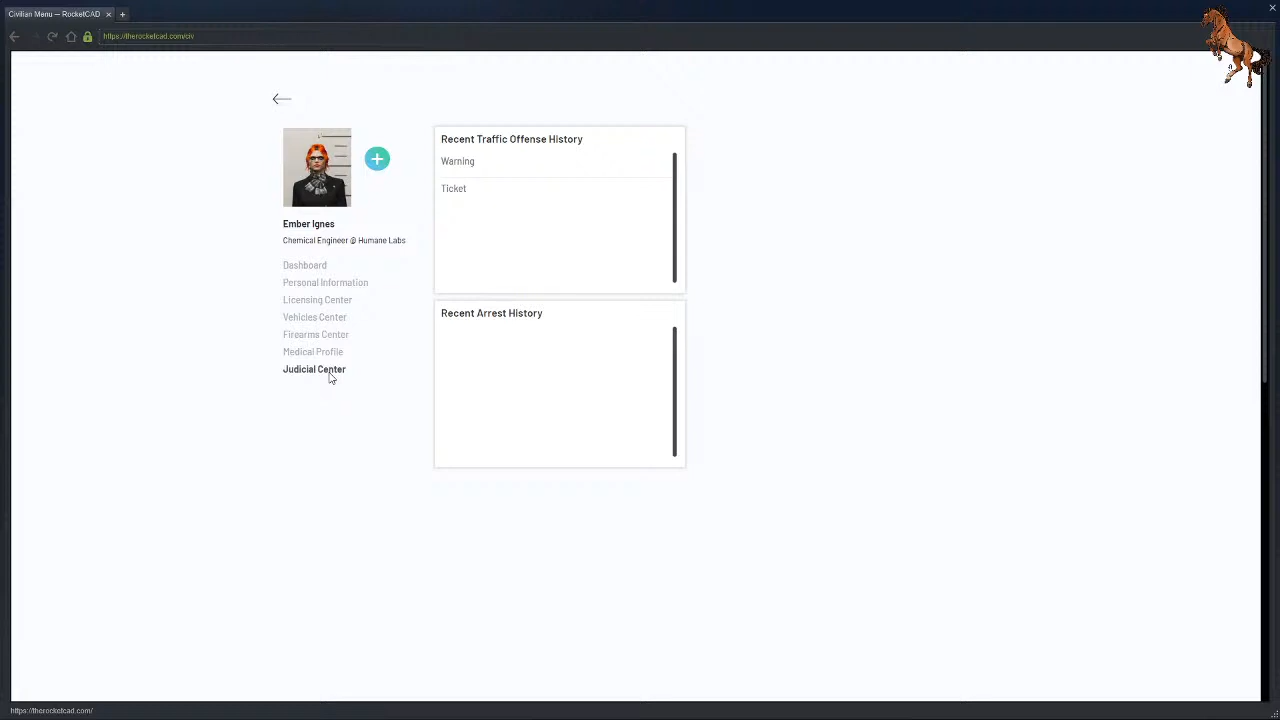 Civilian Menu — RocketCAD
https://therocketcad.com/civ
Ember Ignes
Chemical Engineer @ Humane Labs
Dashboard
Personal Information
Licensing Center
Vehicles Center
Firearms Center
Medical Profile
Judicial Center
Recent Traffic Offense History
Warning
Ticket
Recent Arrest History
https://therocketcad.com/